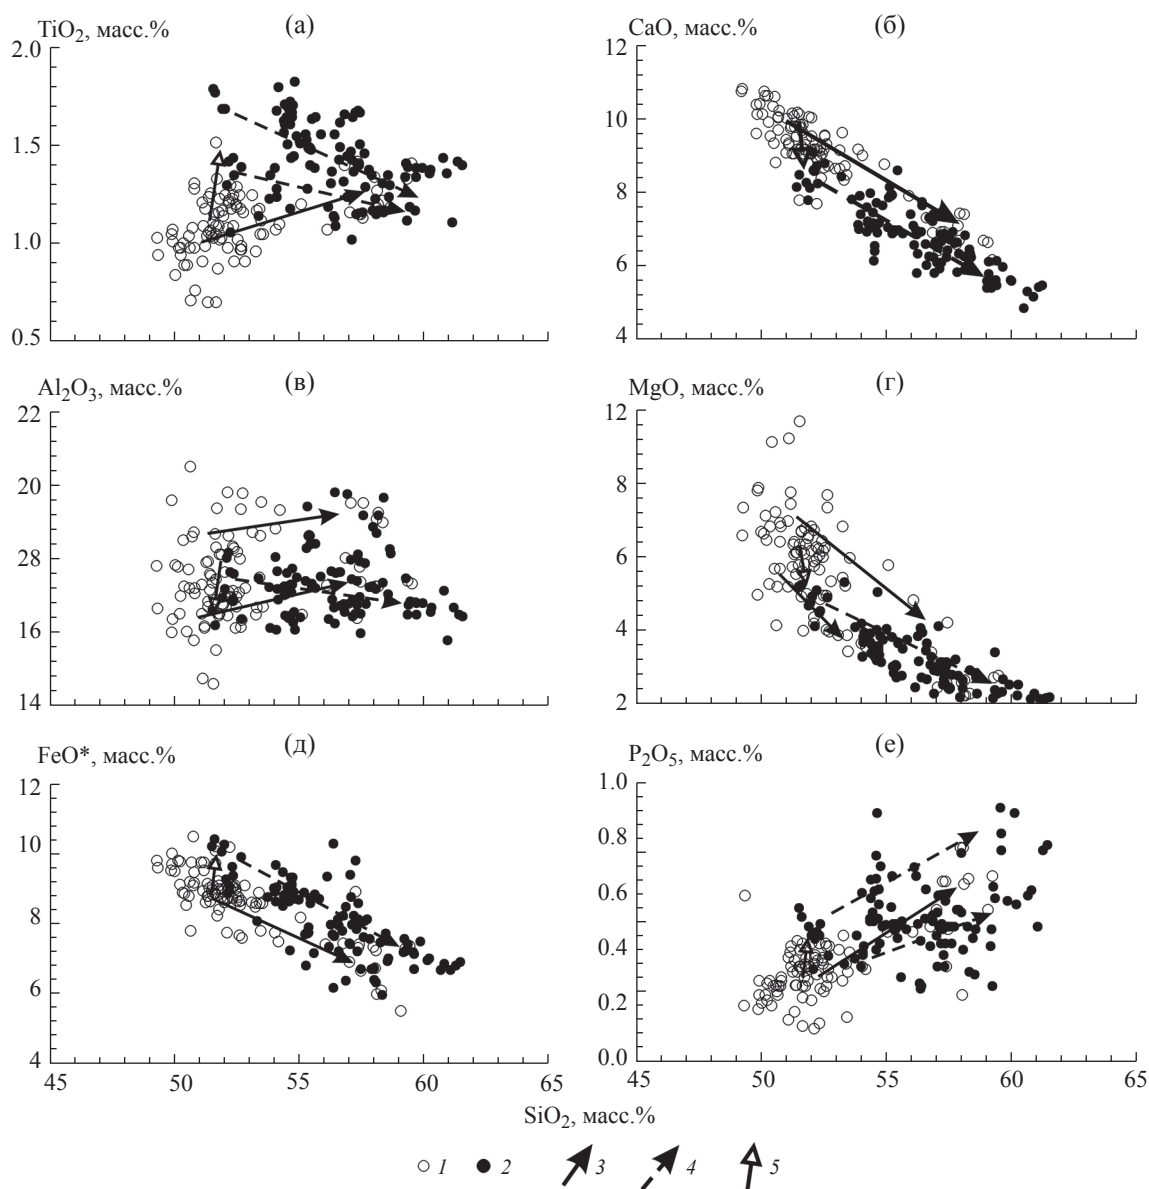 TiO₂, масс.%
(а)
2.0
1.5
1.0
0.5
CaO, масс.%
(б)
12
10
8
6
4
Al₂O₃, масс.%
(в)
22
20
28
16
14
MgO, масс.%
(г)
12
8
6
4
2
FeO*, масс.%
(д)
12
10
8
6
4
45 50 55 60 65
P₂O₅, масс.%
(е)
1.0
0.8
0.6
0.4
0.2
0.0
45 50 55 60 65
SiO₂, масс.%
1 2 3 4 5